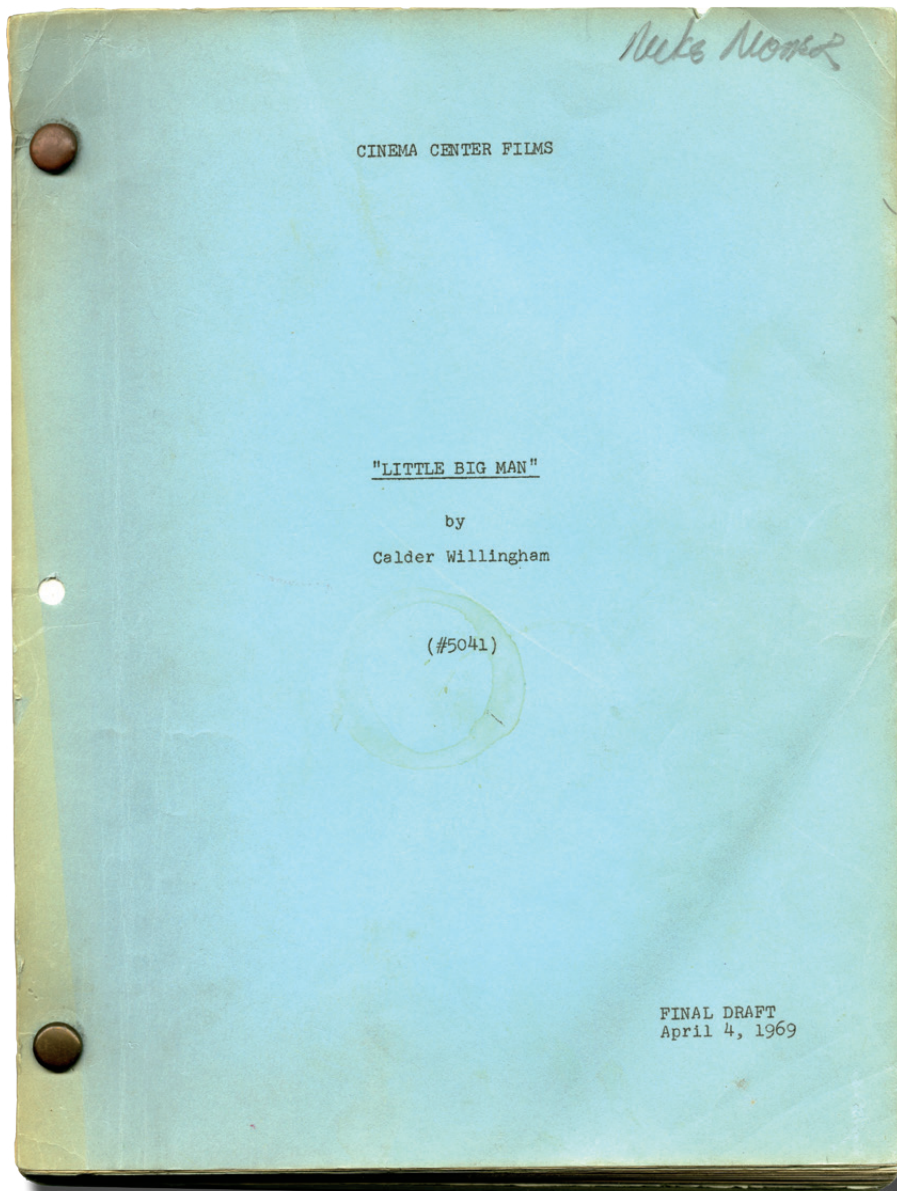 CINEMA CENTER FILMS
"LITTLE BIG MAN"
by
Calder Willingham
(#5041)
FINAL DRAFT
April 4, 1969